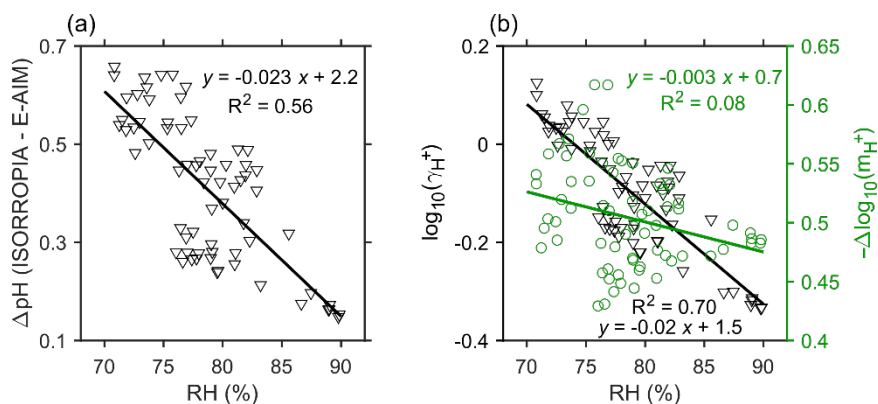 (a)
0.7
0.5
0.3
0.1
ΔpH (ISORROPIA - E-AIM)
y = -0.023 x + 2.2
R² = 0.56
70 75 80 85 90
RH (%)
(b)
0.2
0
-0.2
-0.4
log₁₀(γ_H⁺)
y = -0.003 x + 0.7
R² = 0.08
R² = 0.70
y = -0.02 x + 1.5
0.65
0.6
0.55
0.5
0.45
0.4
-Δlog₁₀(m_H⁺)
70 75 80 85 90
RH (%)